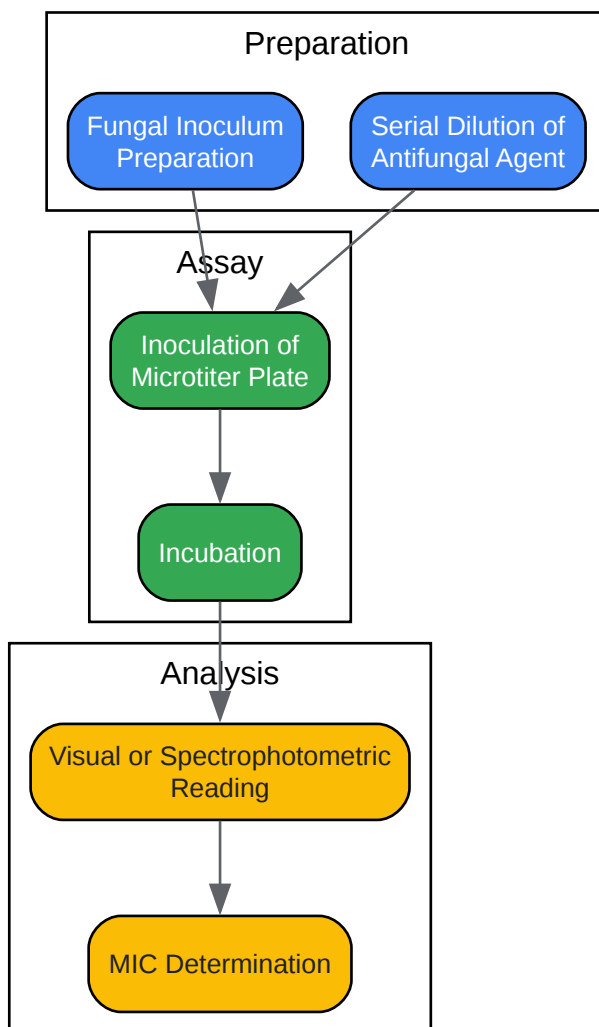 Preparation
Fungal Inoculum
Preparation
Serial Dilution of
Antifungal Agent
Assay
Inoculation of
Microtiter Plate
Incubation
Analysis
Visual or Spectrophotometric
Reading
MIC Determination